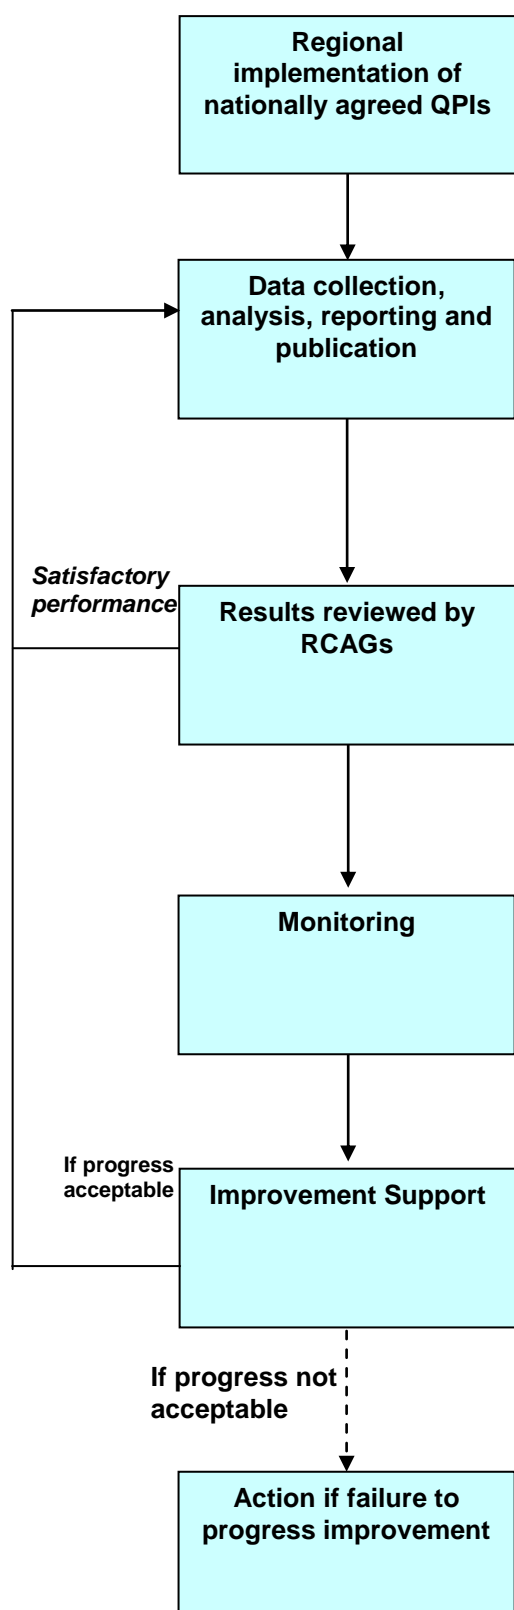 Regional
implementation of
nationally agreed QPIs
Data collection,
analysis, reporting and
publication
Satisfactory
performance
Results reviewed by
RCAGs
Monitoring
If progress
acceptable
Improvement Support
If progress not
acceptable
Action if failure to
progress improvement